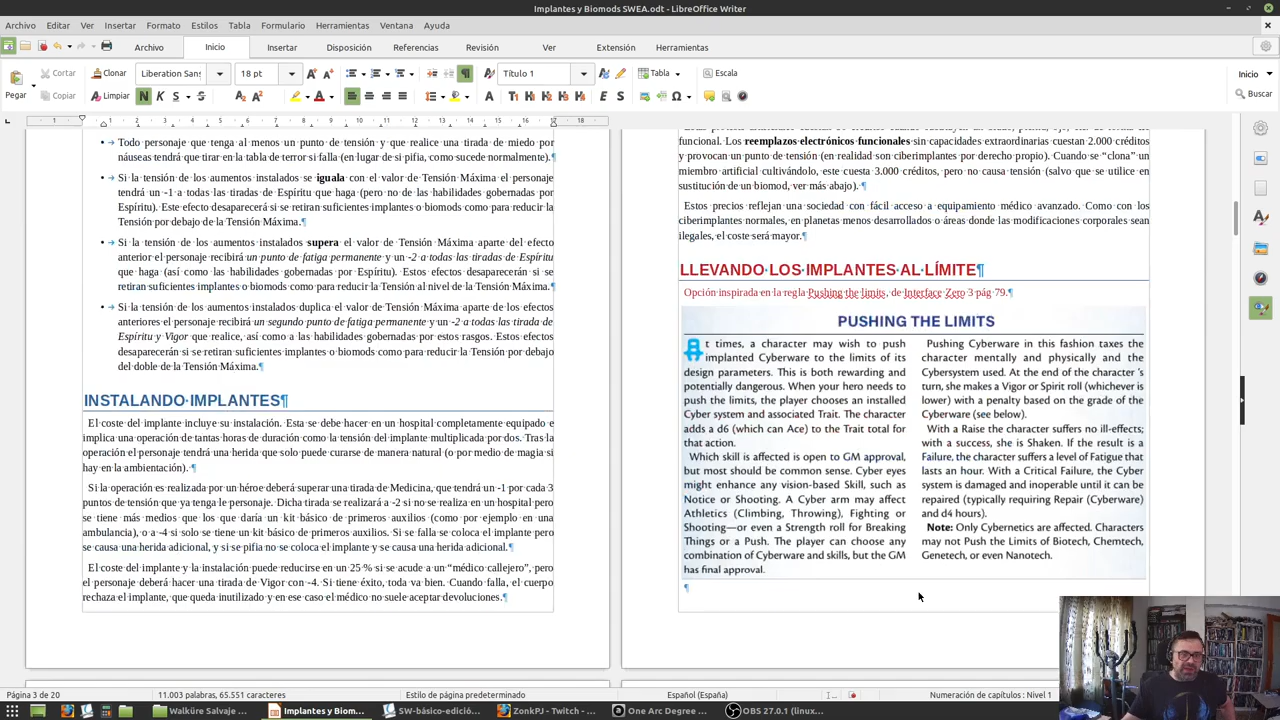 Implantes y Biomods SWEA.odt - LibreOffice Writer
Archivo Editar Ver Insertar Formato Estilos Tabla Formulario Herramientas Ventana Ayuda
Archivo Inicio Insertar Disposición Referencias Revisión Ver Extensión Herramientas
Cortar Clonar Liberation Sans 18 pt Título 1 Tabla Escala Inicio
Pegar Copiar Limpiar Buscar
Todo personaje que tenga al menos un punto de tensión y que realice una tirada de miedo por
náuseas tendrá que tirar en la tabla de terror si falla (en lugar de si pifia, como sucede normalmente).¶
Si la tensión de los aumentos instalados se iguala con el valor de Tensión Máxima el personaje
tendrá un -1 a todas las tiradas de Espíritu que haga (pero no de las habilidades gobernadas por
Espíritu). Este efecto desaparecerá si se retiran suficientes implantes o biomods como para reducir la
Tensión por debajo de la Tensión Máxima.¶
Si la tensión de los aumentos instalados supera el valor de Tensión Máxima aparte del efecto
anterior el personaje recibirá un punto de fatiga permanente y un -2 a todas las tiradas de Espíritu
que haga (así como las habilidades gobernadas por Espíritu). Estos efectos desaparecerán si se
retiran suficientes implantes o biomods como para reducir la Tensión al nivel de la Tensión Máxima.¶
Si la tensión de los aumentos instalados duplica el valor de Tensión Máxima aparte de los efectos
anteriores el personaje recibirá un segundo punto de fatiga permanente y un -2 a todas las tirada de
Espíritu y Vigor que realice, así como a las habilidades gobernadas por estos rasgos. Estos efectos
desaparecerán si se retiran suficientes implantes o biomods como para reducir la Tensión por debajo
del doble de la Tensión Máxima.¶
INSTALANDO IMPLANTES¶
El coste del implante incluye su instalación. Esta se debe hacer en un hospital completamente equipado e
implica una operación de tantas horas de duración como la tensión del implante multiplicada por dos. Tras la
operación el personaje tendrá una herida que solo puede curarse de manera natural (o por medio de magia si
hay en la ambientación). ¶
Si la operación es realizada por un héroe deberá superar una tirada de Medicina, que tendrá un -1 por cada 3
puntos de tensión que ya tenga le personaje. Dicha tirada se realizará a -2 si no se realiza en un hospital pero
se tiene más medios que los que daría un kit básico de primeros auxilios (como por ejemplo en una
ambulancia), o a -4 si solo se tiene un kit básico de primeros auxilios. Si se falla se coloca el implante pero
se causa una herida adicional, y si se pifia no se coloca el implante y se causa una herida adicional.¶
El coste del implante y la instalación puede reducirse en un 25 % si se acude a un “médico callejero”, pero
el personaje deberá hacer una tirada de Vigor con -4. Si tiene éxito, toda va bien. Cuando falla, el cuerpo
rechaza el implante, que queda inutilizado y en ese caso el médico no suele aceptar devoluciones.¶
funcional. Los reemplazos electrónicos funcionales sin capacidades extraordinarias cuestan 2.000 créditos
y provocan un punto de tensión (en realidad son ciberimplantes por derecho propio). Cuando se “clona” un
miembro artificial cultivándolo, este cuesta 3.000 créditos, pero no causa tensión (salvo que se utilice en
sustitución de un biomod, ver más abajo). ¶
Estos precios reflejan una sociedad con fácil acceso a equipamiento médico avanzado. Como con los
ciberimplantes normales, en planetas menos desarrollados o áreas donde las modificaciones corporales sean
ilegales, el coste será mayor.¶
LLEVANDO LOS IMPLANTES AL LÍMITE¶
Opción inspirada en la regla Pushing the limits, de Interface Zero 3 pág 79.¶
PUSHING THE LIMITS
At times, a character may wish to push
implanted Cyberware to the limits of its
design parameters. This is both rewarding and
potentially dangerous. When your hero needs to
push the limits, the player chooses an installed
Cyber system and associated Trait. The character
adds a d6 (which can Ace) to the Trait total for
that action.
Which skill is affected is open to GM approval,
but most should be common sense. Cyber eyes
might enhance any vision-based Skill, such as
Notice or Shooting. A Cyber arm may affect
Athletics (Climbing, Throwing), Fighting or
Shooting—or even a Strength roll for Breaking
Things or a Push. The player can choose any
combination of Cyberware and skills, but the GM
has final approval.
Pushing Cyberware in this fashion taxes the
character mentally and physically and the
Cybersystem used. At the end of the character 's
turn, she makes a Vigor or Spirit roll (whichever is
lower) with a penalty based on the grade of the
Cyberware (see below).
With a Raise the character suffers no ill-effects;
with a success, she is Shaken. If the result is a
Failure, the character suffers a level of Fatigue that
lasts an hour. With a Critical Failure, the Cyber
system is damaged and inoperable until it can be
repaired (typically requiring Repair (Cyberware)
and d4 hours).
Note: Only Cybernetics are affected. Characters
may not Push the Limits of Biotech, Chemtech,
Genetech, or even Nanotech.
¶
Página 3 de 20 11.003 palabras, 65.551 caracteres Estilo de página predeterminado Español (España) Numeración de capítulos : Nivel 1
Walküre Salvaje ... Implantes y Biom... SW-básico-edició... ZonkPJ - Twitch - ... One Arc Degree ... OBS 27.0.1 (linux...